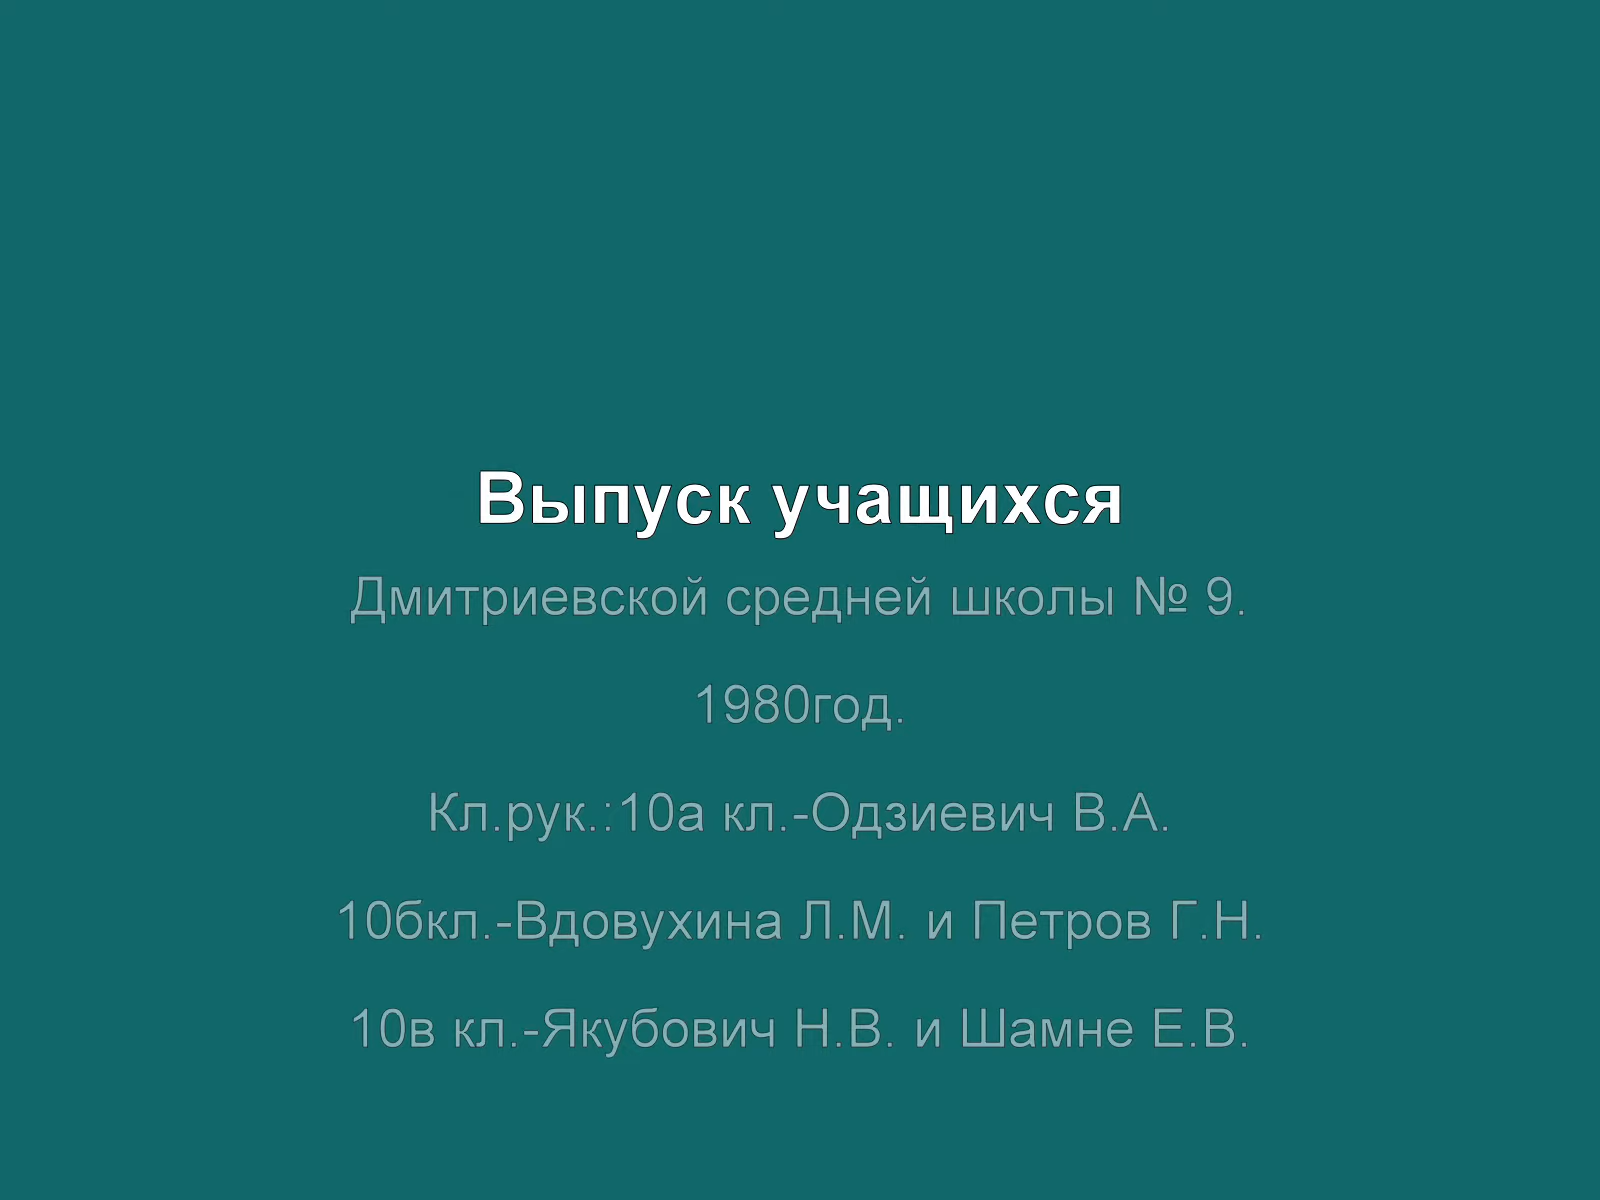 Выпуск учащихся
Дмитриевской средней школы № 9.
1980год.
Кл.рук.:10а кл.-Одзиевич В.А.
10бкл.-Вдовухина Л.М. и Петров Г.Н.
10в кл.-Якубович Н.В. и Шамне Е.В.